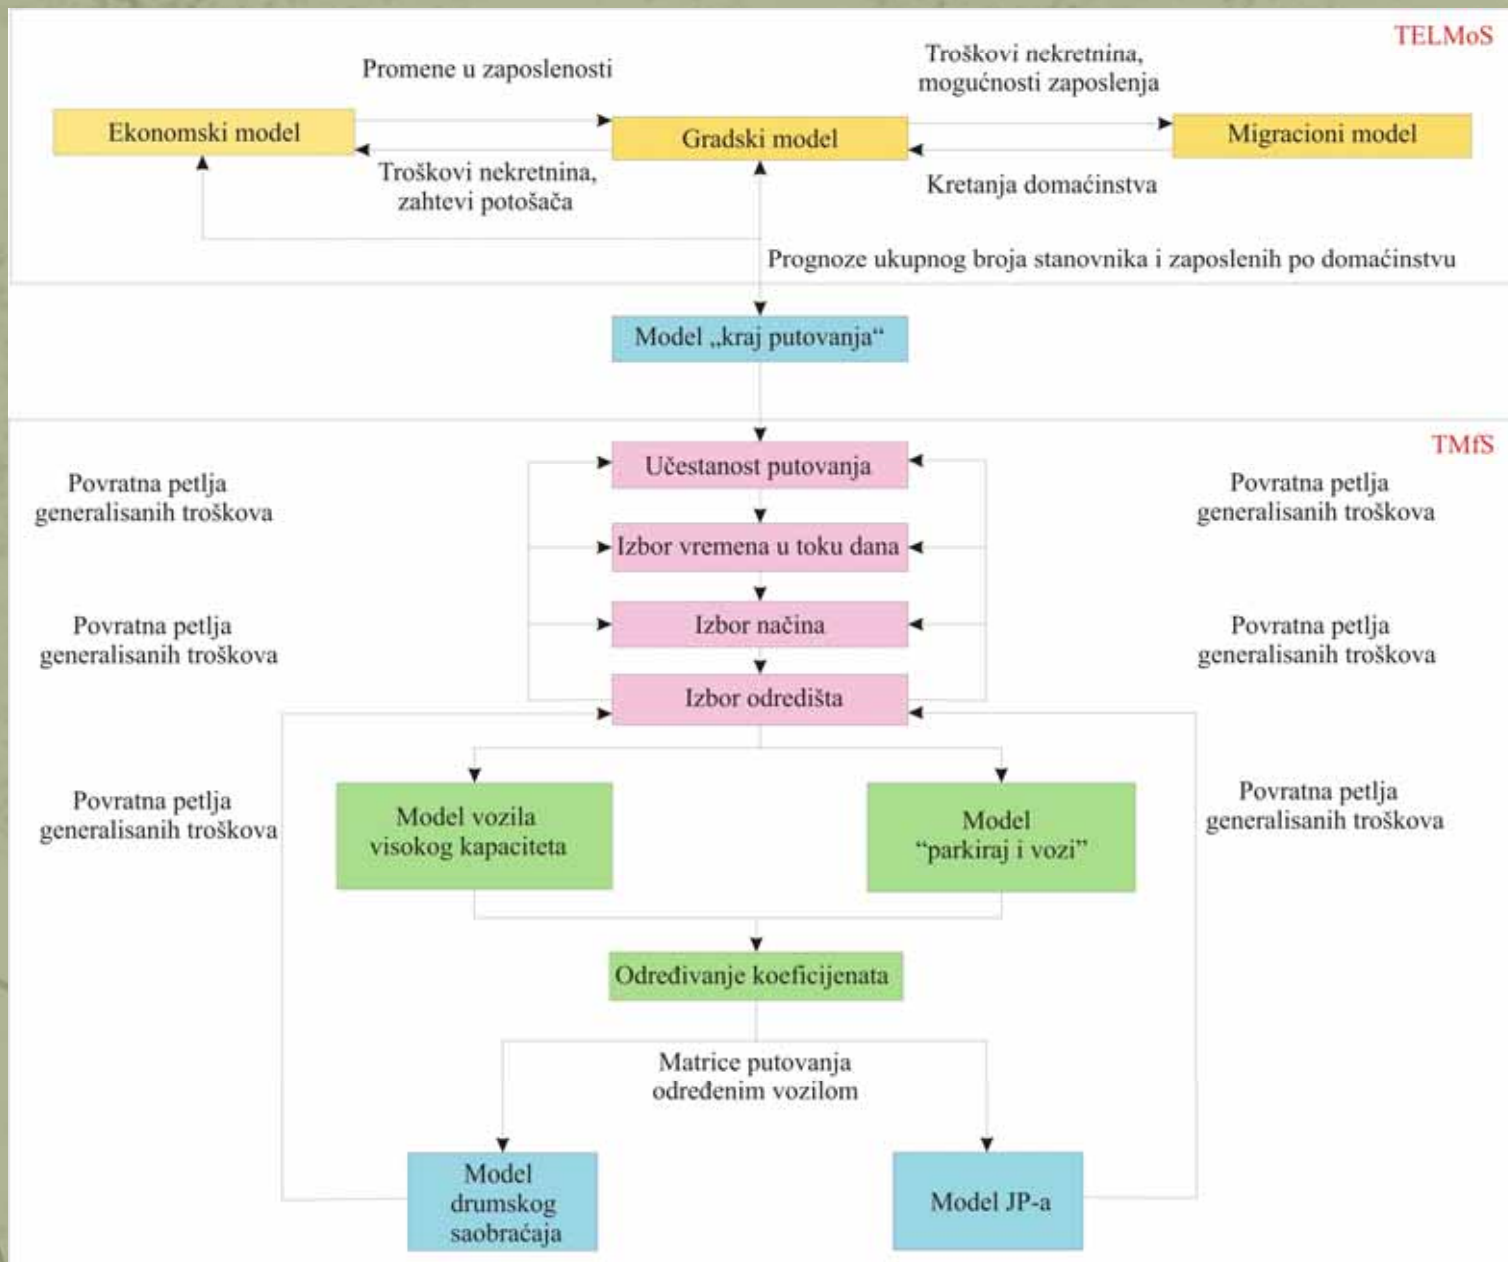 TELMoS
Promene u zaposlenosti
Troškovi nekretnina,
mogućnosti zaposlenja
Ekonomski model
Gradski model
Migracioni model
Troškovi nekretnina,
zahtevi potošača
Kretanja domaćinstva
Prognoze ukupnog broja stanovnika i zaposlenih po domaćinstvu
Model „kraj putovanja“
TMfS
Učestanost putovanja
Povratna petlja
generalisanih troškova
Povratna petlja
generalisanih troškova
Izbor vremena u toku dana
Izbor načina
Povratna petlja
generalisanih troškova
Povratna petlja
generalisanih troškova
Izbor odredišta
Povratna petlja
generalisanih troškova
Model vozila
visokog kapaciteta
Model
“parkiraj i vozi”
Povratna petlja
generalisanih troškova
Određivanje koeficijenata
Matrice putovanja
određenim vozilom
Model
drumskog
saobraćaja
Model JP-a